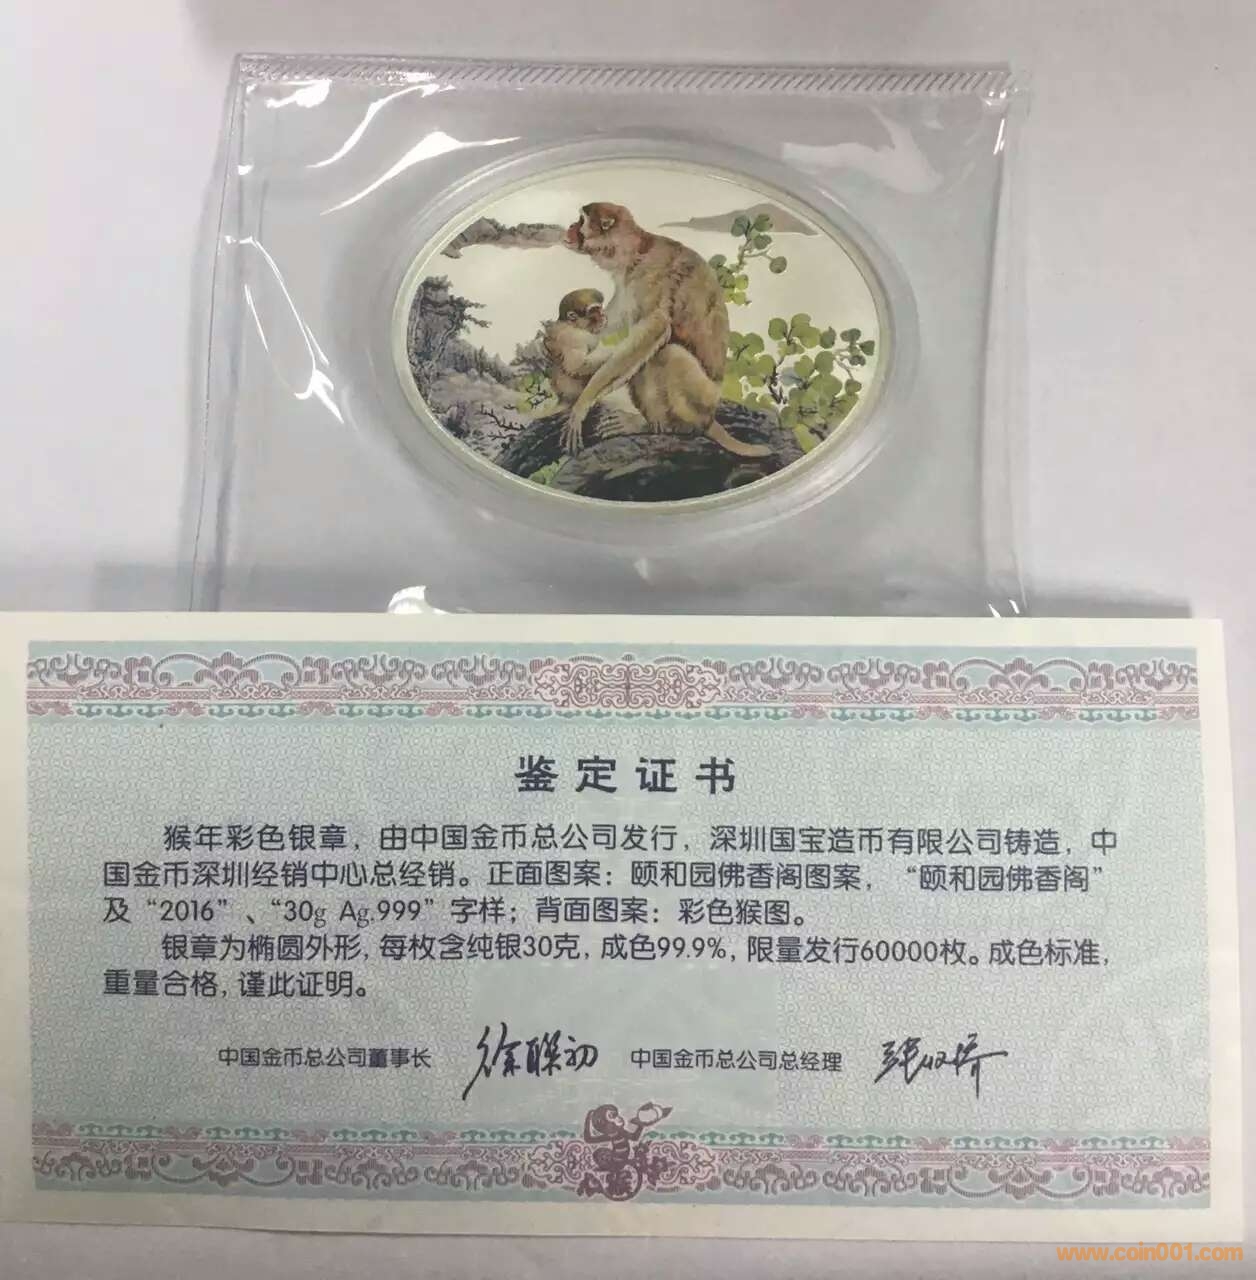 鉴定证书
猴年彩色银章，由中国金币总公司发行，深圳国宝造币有限公司铸造，中
国金币深圳经销中心总经销。正面图案：颐和园佛香阁图案，“颐和园佛香阁”
及“2016”、“30g Ag.999”字样；背面图案：彩色猴图。
银章为椭圆外形，每枚含纯银30克，成色99.9%，限量发行60000枚。成色标准，
重量合格，谨此证明。
中国金币总公司董事长 徐联初 中国金币总公司总经理
www.coin001.com